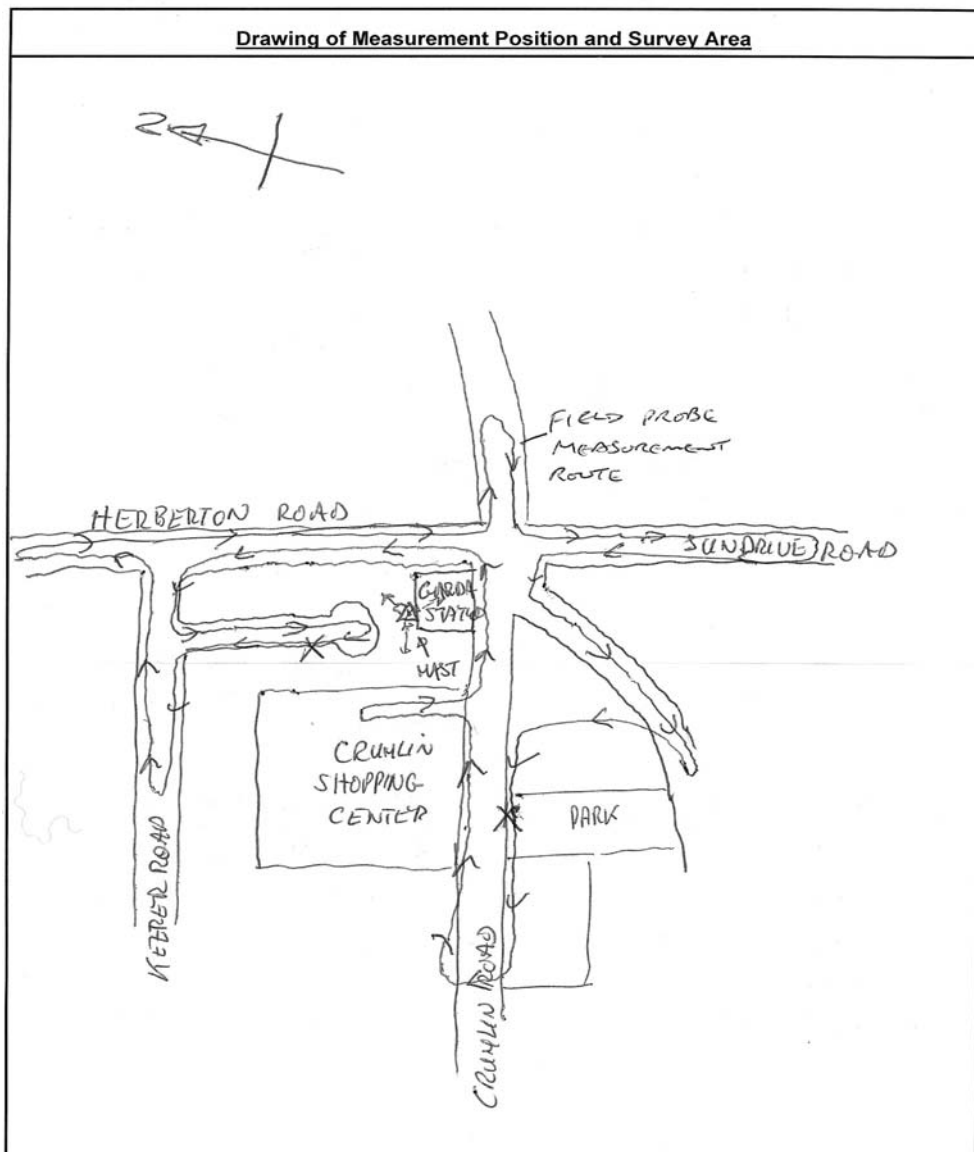 Drawing of Measurement Position and Survey Area
N
FIELD PROBE
MEASUREMENT
ROUTE
HERBERTON ROAD
SUNDRIVE ROAD
GARDA
STATIO
MAST
CRUMLIN
SHOPPING
CENTER
PARK
KEEPER ROAD
CRUMLIN ROAD